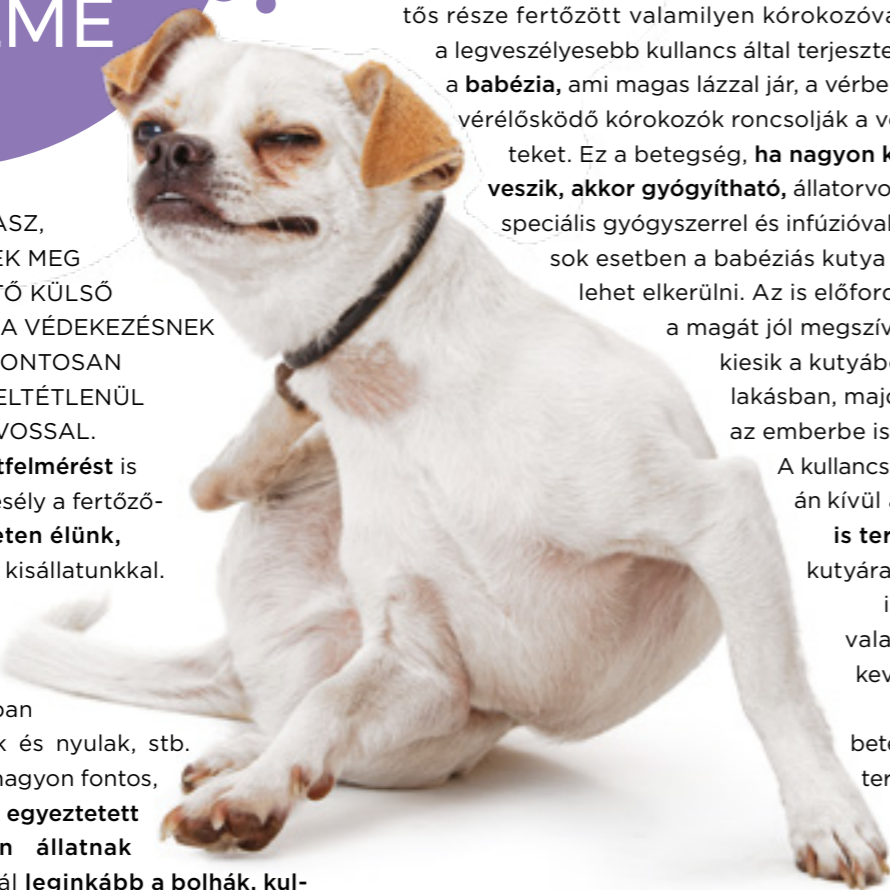 EME
ASZ,
EK MEG
TŐ KÜLSŐ
A VÉDEKEZÉSNEK
ONTOSAN
ELTÉTLENÜL
VOSSAL.
tfelmérést is
esély a fertőző-
eten élünk,
kisállatunkkal.
ban
k és nyulak, stb.
nagyon fontos,
egyeztetett
n állatnak
ál leginkább a bolhák, kul-
tős része fertőzött valamilyen kórokozóva
a legveszélyesebb kullancs által terjeszte
a babézia, ami magas lázzal jár, a vérbe
vérélősködő kórokozók roncsolják a v
teket. Ez a betegség, ha nagyon k
veszik, akkor gyógyítható, állatorvo
speciális gyógyszerrel és infúzióval
sok esetben a babéziás kutya
lehet elkerülni. Az is előford
a magát jól megszív
kiesik a kutyábó
lakásban, majd
az emberbe is
A kullancs
án kívül a
is ter
kutyára
i
vala
kev
bete
ter